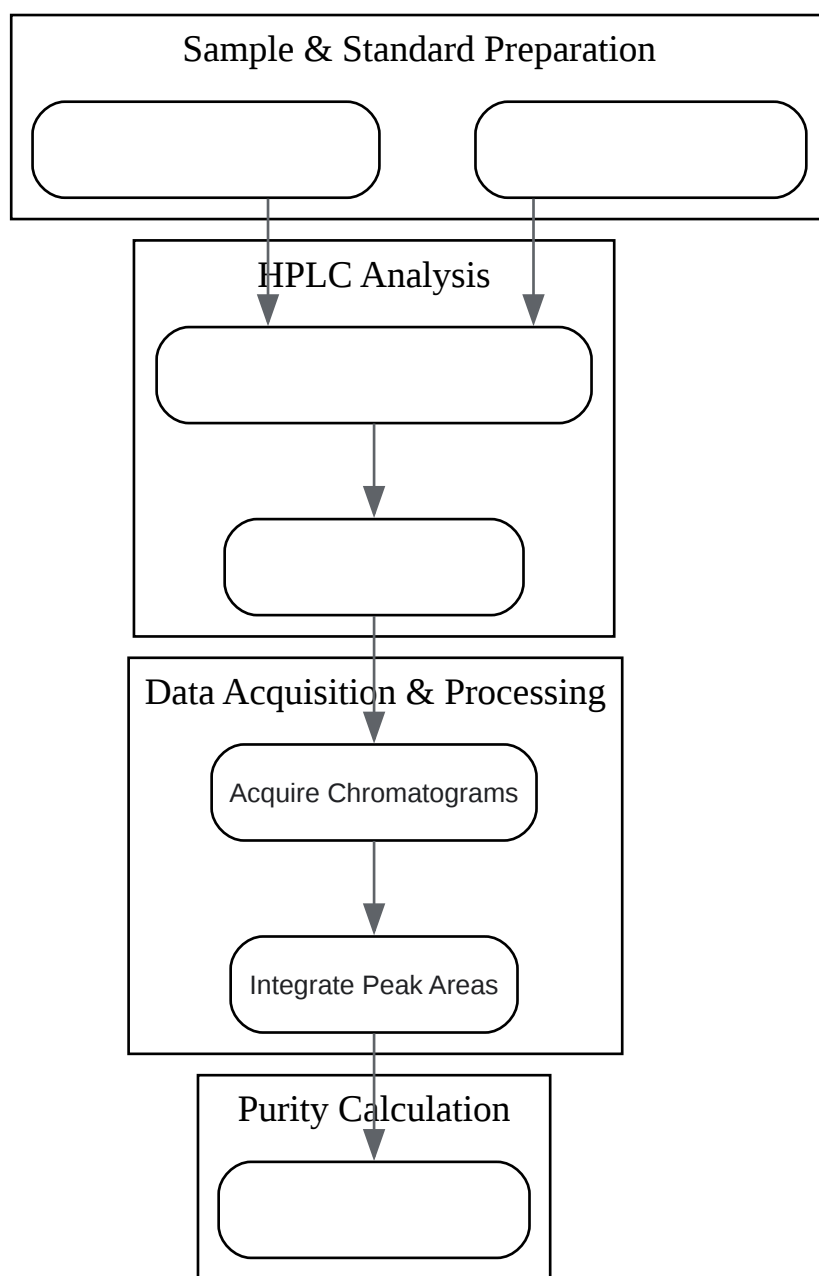 Sample & Standard Preparation
HPLC Analysis
Data Acquisition & Processing
Acquire Chromatograms
Integrate Peak Areas
Purity Calculation